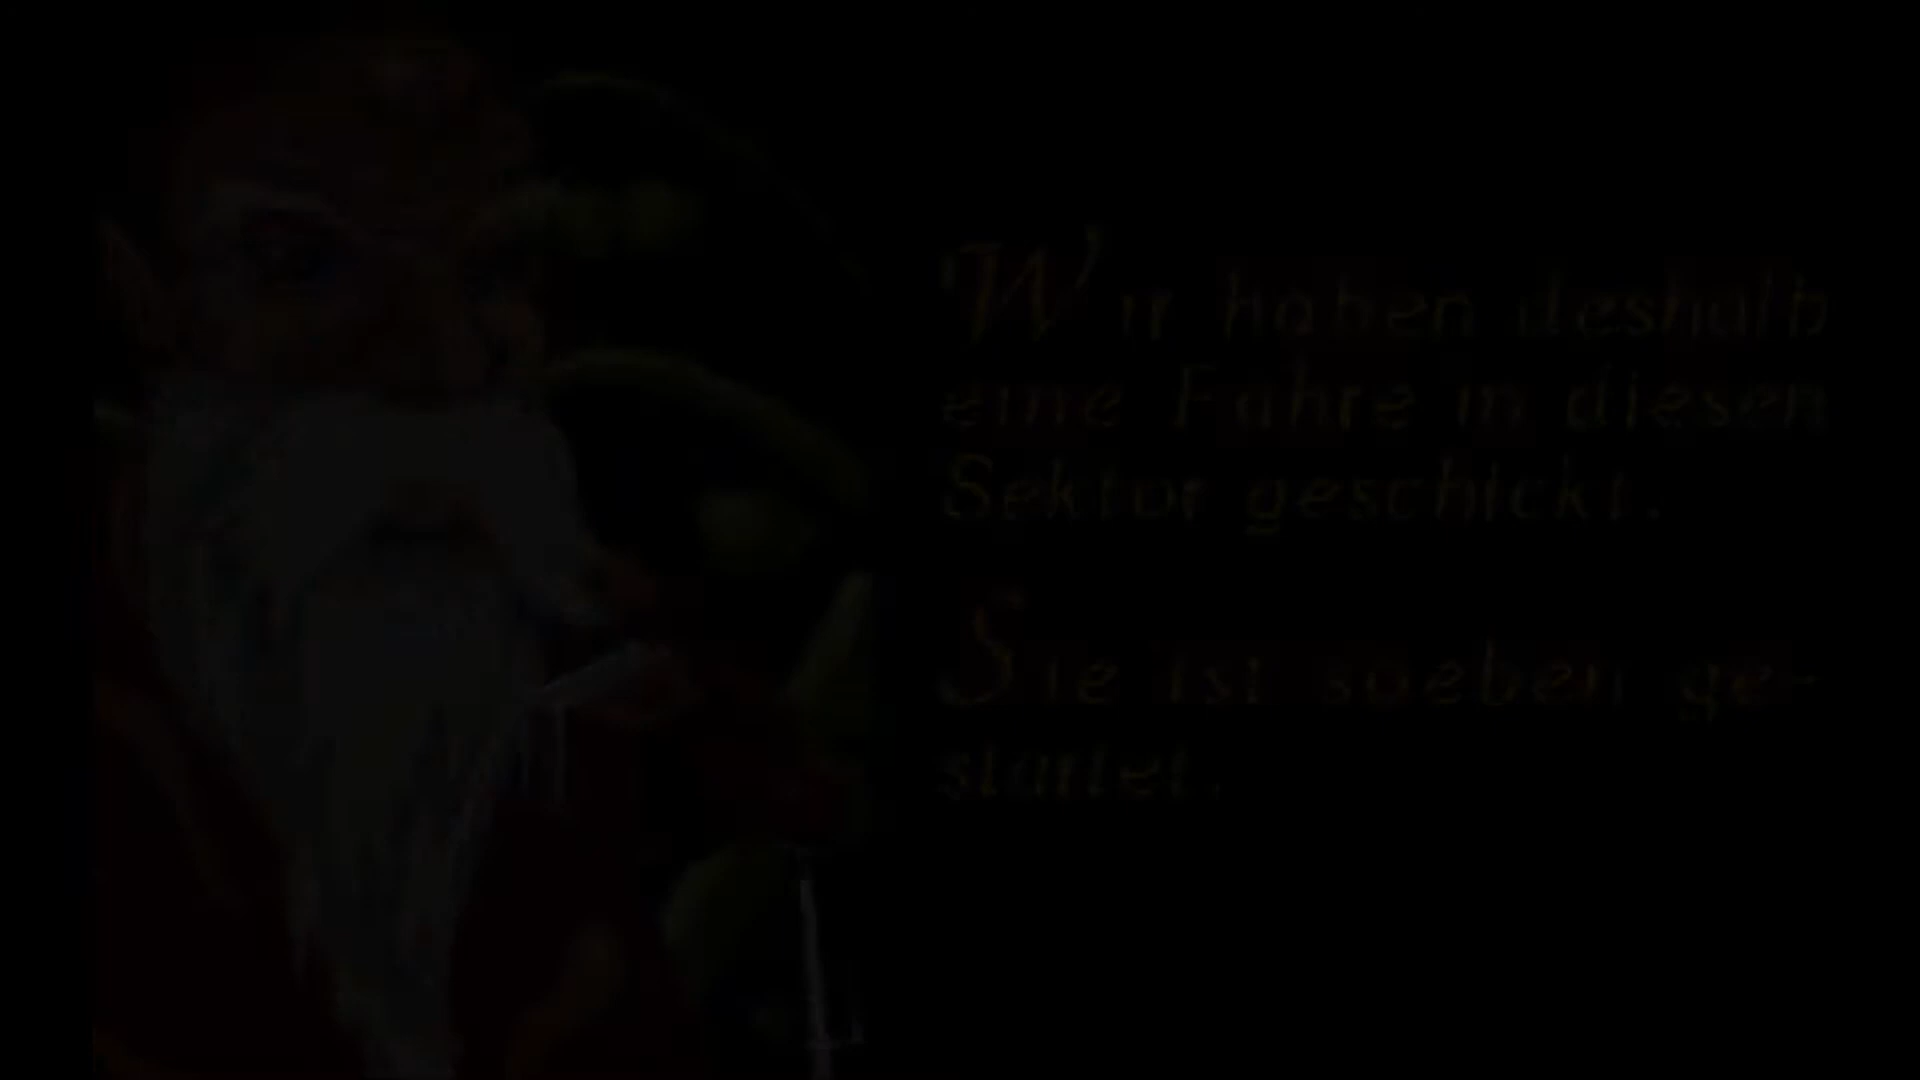 Wir haben deshalb
eine Fähre in diesen
Sektor geschickt.
Sie ist soeben ge-
startet.